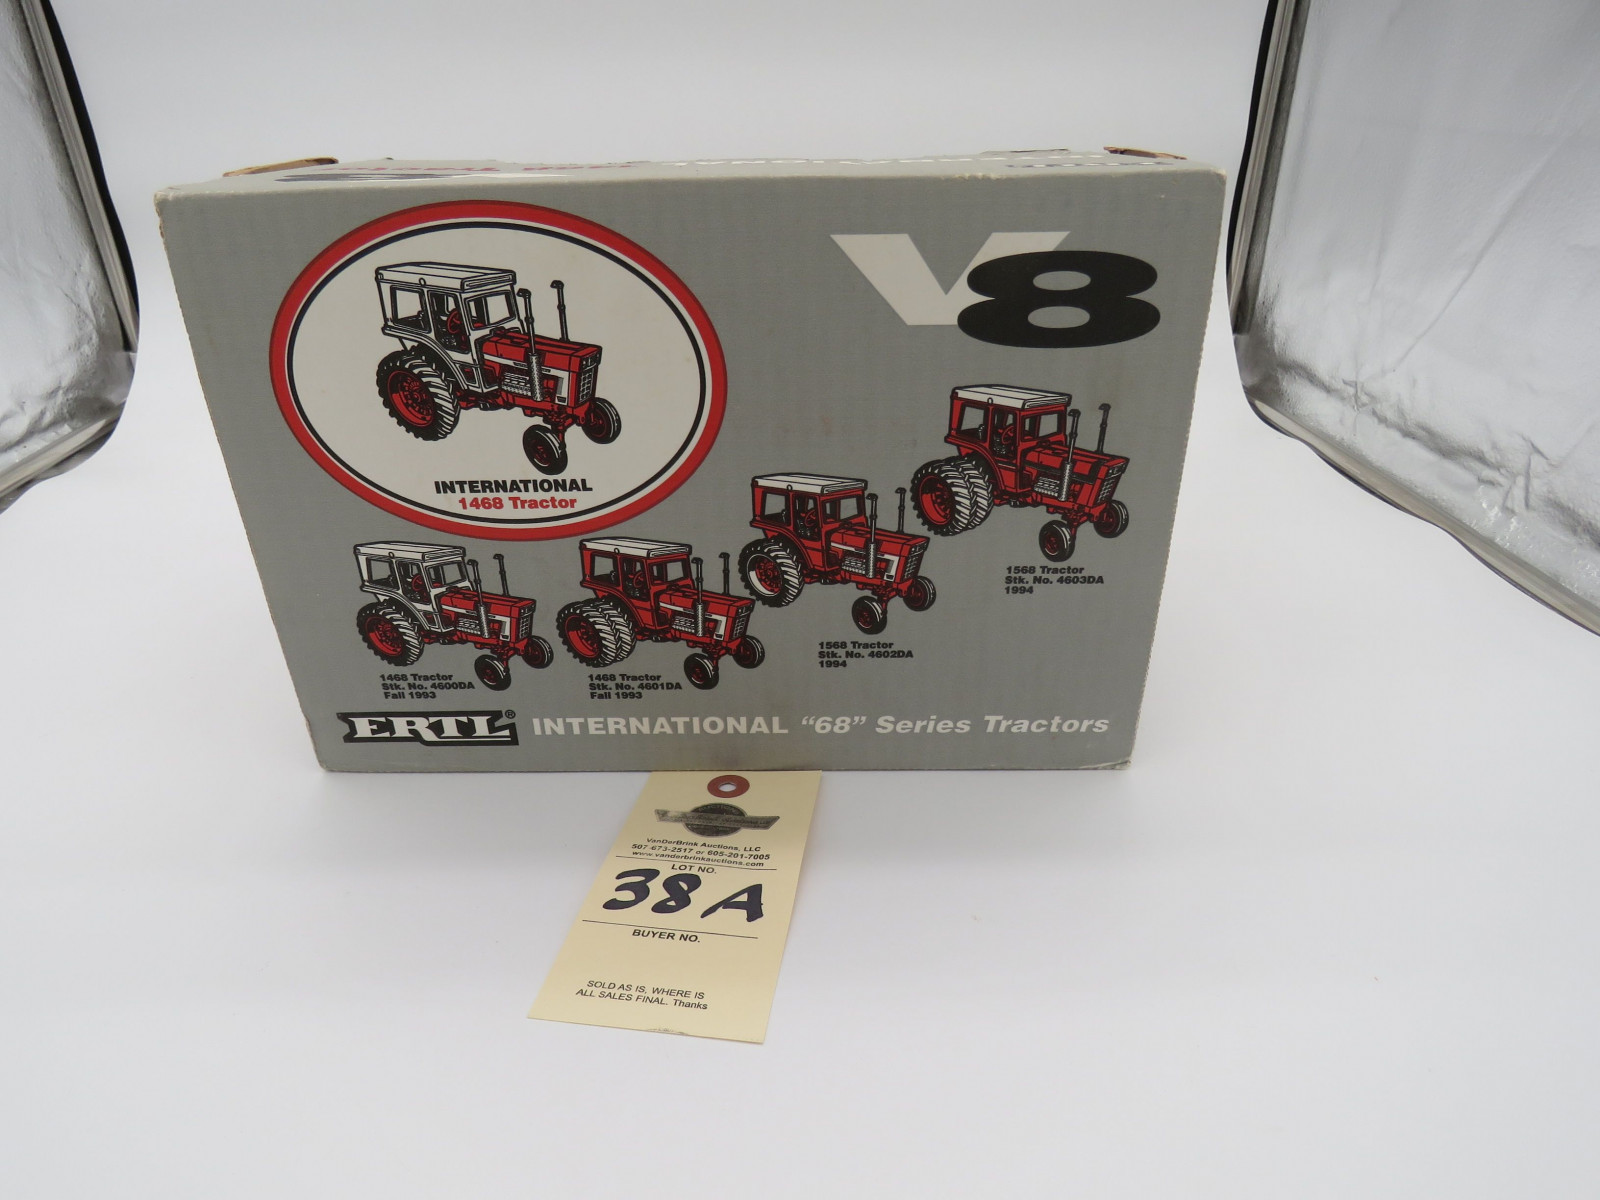 V8
INTERNATIONAL
1468 Tractor
1468 Tractor
Stk. No. 4600DA
Fall 1993
1468 Tractor
Stk. No. 4601DA
Fall 1993
1568 Tractor
Stk. No. 4602DA
1994
1568 Tractor
Stk. No. 4603DA
1994
ERTL® INTERNATIONAL "68" Series Tractors
VanDerBrink Auctions, LLC
507-673-2517 or 605-201-7005
www.vanderbrinkauctions.com
LOT NO.
38A
BUYER NO.
SOLD AS IS, WHERE IS
ALL SALES FINAL. Thanks